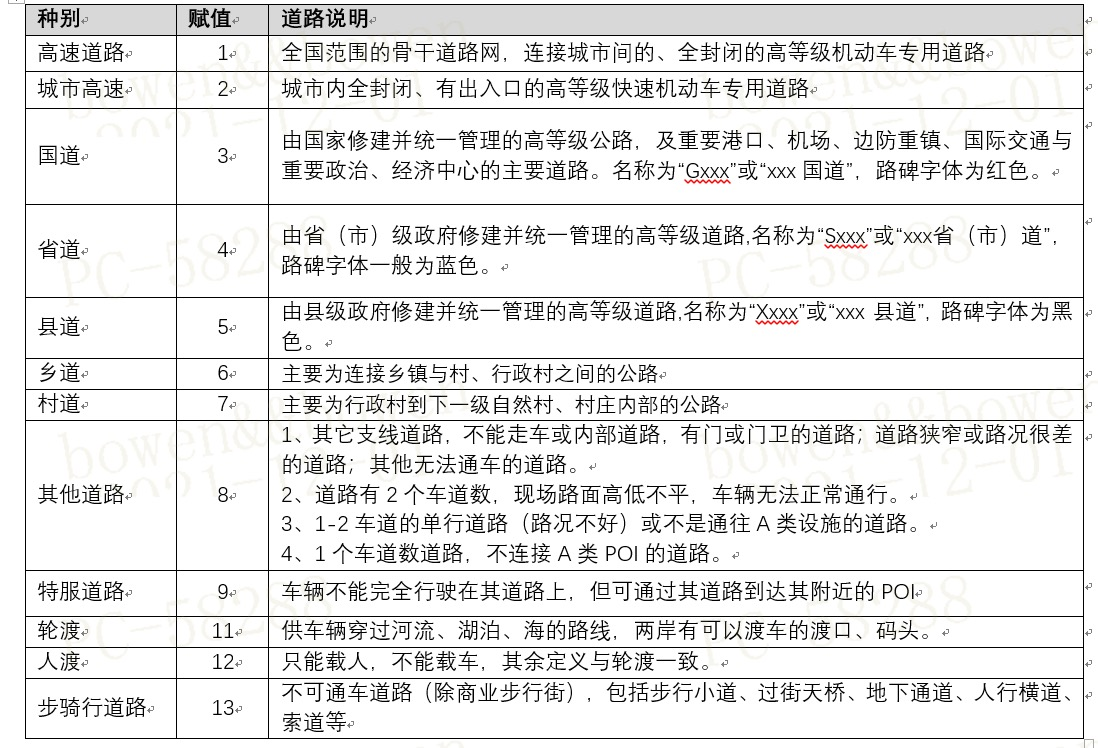 种别 赋值 道路说明
高速道路 1 全国范围的骨干道路网，连接城市间的、全封闭的高等级机动车专用道路
城市高速 2 城市内全封闭、有出入口的高等级快速机动车专用道路
国道 3 由国家修建并统一管理的高等级公路，及重要港口、机场、边防重镇、国际交通与
重要政治、经济中心的主要道路。名称为“Gxxx”或“xxx 国道”，路碑字体为红色。
省道 4 由省（市）级政府修建并统一管理的高等级道路,名称为“Sxxx”或“xxx省（市）道”，
路碑字体一般为蓝色。
县道 5 由县级政府修建并统一管理的高等级道路,名称为“Xxxx”或“xxx 县道”, 路碑字体为黑
色。
乡道 6 主要为连接乡镇与村、行政村之间的公路
村道 7 主要为行政村到下一级自然村、村庄内部的公路
其他道路 8 1、其它支线道路，不能走车或内部道路，有门或门卫的道路；道路狭窄或路况很差
的道路；其他无法通车的道路。
2、道路有 2 个车道数，现场路面高低不平，车辆无法正常通行。
3、1-2 车道的单行道路（路况不好）或不是通往 A 类设施的道路。
4、1 个车道数道路，不连接 A 类 POI 的道路。
特服道路 9 车辆不能完全行驶在其道路上，但可通过其道路到达其附近的 POI
轮渡 11 供车辆穿过河流、湖泊、海的路线，两岸有可以渡车的渡口、码头。
人渡 12 只能载人，不能载车，其余定义与轮渡一致。
步骑行道路 13 不可通车道路（除商业步行街），包括步行小道、过街天桥、地下通道、人行横道、
索道等
bowen&&bowen
2021-12-01
PC-58288
PC-58288
bowen&&bowen
2021-12-01
PC-58288
PC-58288